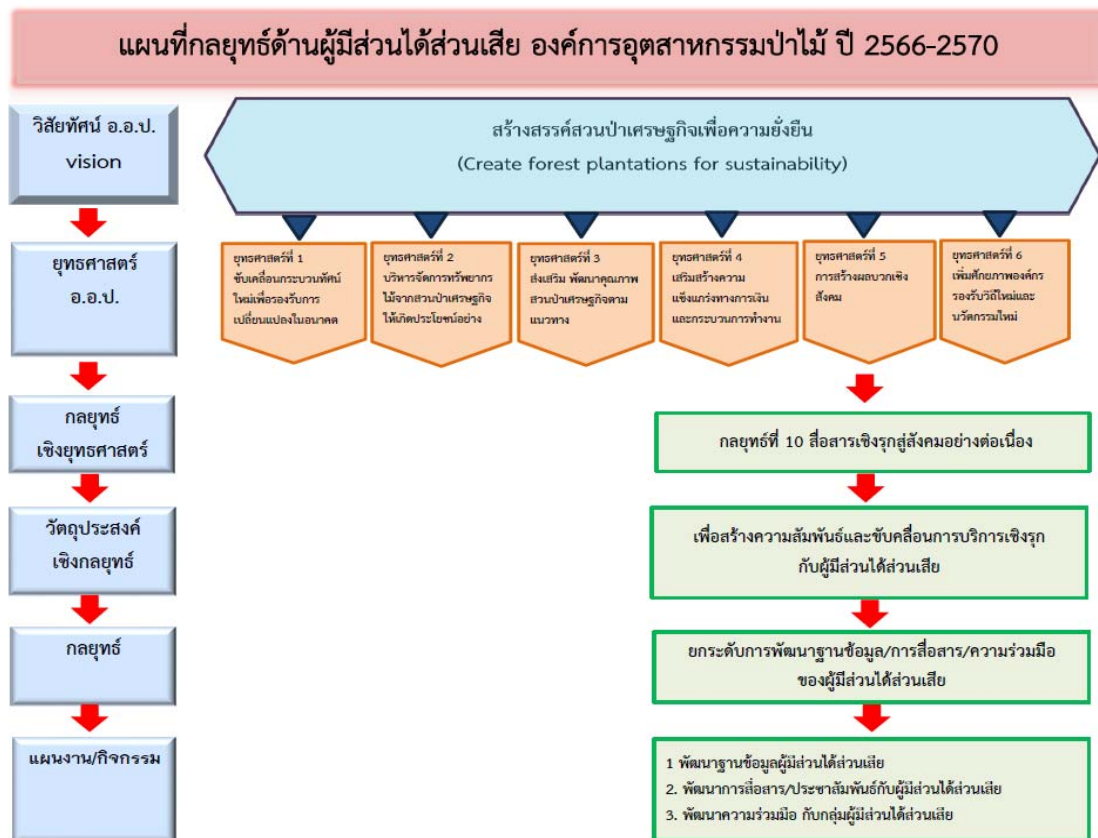 แผนที่กลยุทธ์ด้านผู้มีส่วนได้ส่วนเสีย องค์การอุตสาหกรรมป่าไม้ ปี 2566-2570
วิสัยทัศน์ อ.อ.ป.
vision
สร้างสรรค์สวนป่าเศรษฐกิจเพื่อความยั่งยืน
(Create forest plantations for sustainability)
ยุทธศาสตร์
อ.อ.ป.
ยุทธศาสตร์ที่ 1
ขับเคลื่อนกระบวนทัศน์
ใหม่เพื่อรองรับการ
เปลี่ยนแปลงในอนาคต
ยุทธศาสตร์ที่ 2
บริหารจัดการทรัพยากร
ไม้จากสวนป่าเศรษฐกิจ
ให้เกิดประโยชน์อย่าง
ยุทธศาสตร์ที่ 3
ส่งเสริม พัฒนาคุณภาพ
สวนป่าเศรษฐกิจตาม
แนวทาง
ยุทธศาสตร์ที่ 4
เสริมสร้างความ
แข็งแกร่งทางการเงิน
และกระบวนการทำงาน
ยุทธศาสตร์ที่ 5
การสร้างผลบวกเชิง
สังคม
ยุทธศาสตร์ที่ 6
เพิ่มศักยภาพองค์กร
รองรับวิถีใหม่และ
นวัตกรรมใหม่
กลยุทธ์
เชิงยุทธศาสตร์
กลยุทธ์ที่ 10 สื่อสารเชิงรุกสู่สังคมอย่างต่อเนื่อง
วัตถุประสงค์
เชิงกลยุทธ์
เพื่อสร้างความสัมพันธ์และขับคลื่อนการบริการเชิงรุก
กับผู้มีส่วนได้ส่วนเสีย
กลยุทธ์
ยกระดับการพัฒนาฐานข้อมูล/การสื่อสาร/ความร่วมมือ
ของผู้มีส่วนได้ส่วนเสีย
แผนงาน/กิจกรรม
1 พัฒนาฐานข้อมูลผู้มีส่วนได้ส่วนเสีย
2. พัฒนาการสื่อสาร/ประชาสัมพันธ์กับผู้มีส่วนได้ส่วนเสีย
3. พัฒนาความร่วมมือ กับกลุ่มผู้มีส่วนได้ส่วนเสีย